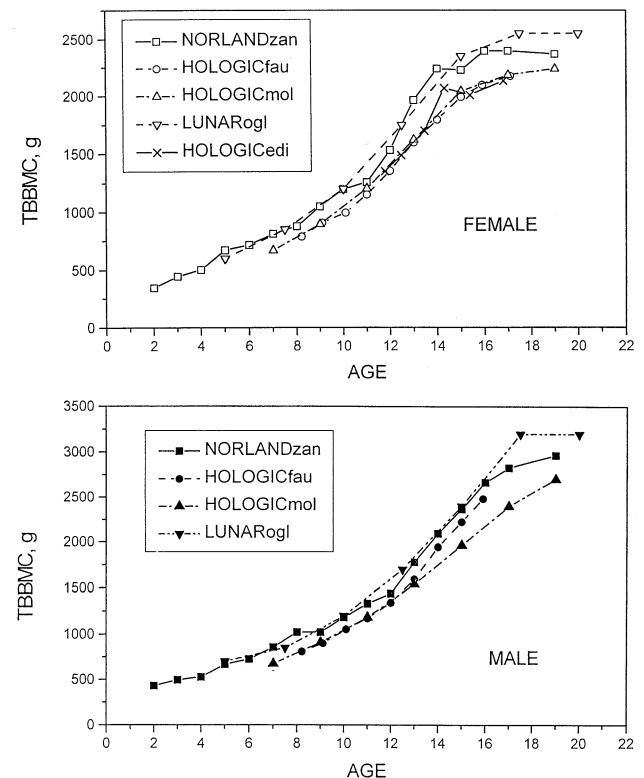 2500
2000
1500
1000
500
0
TBBMC, g
NORLANDzan
HOLOGICfau
HOLOGICmol
LUNARogl
HOLOGICedi
FEMALE
0 2 4 6 8 10 12 14 16 18 20 22
AGE
3500
3000
2500
2000
1500
1000
500
0
TBBMC, g
NORLANDzan
HOLOGICfau
HOLOGICmol
LUNARogl
MALE
0 2 4 6 8 10 12 14 16 18 20 22
AGE